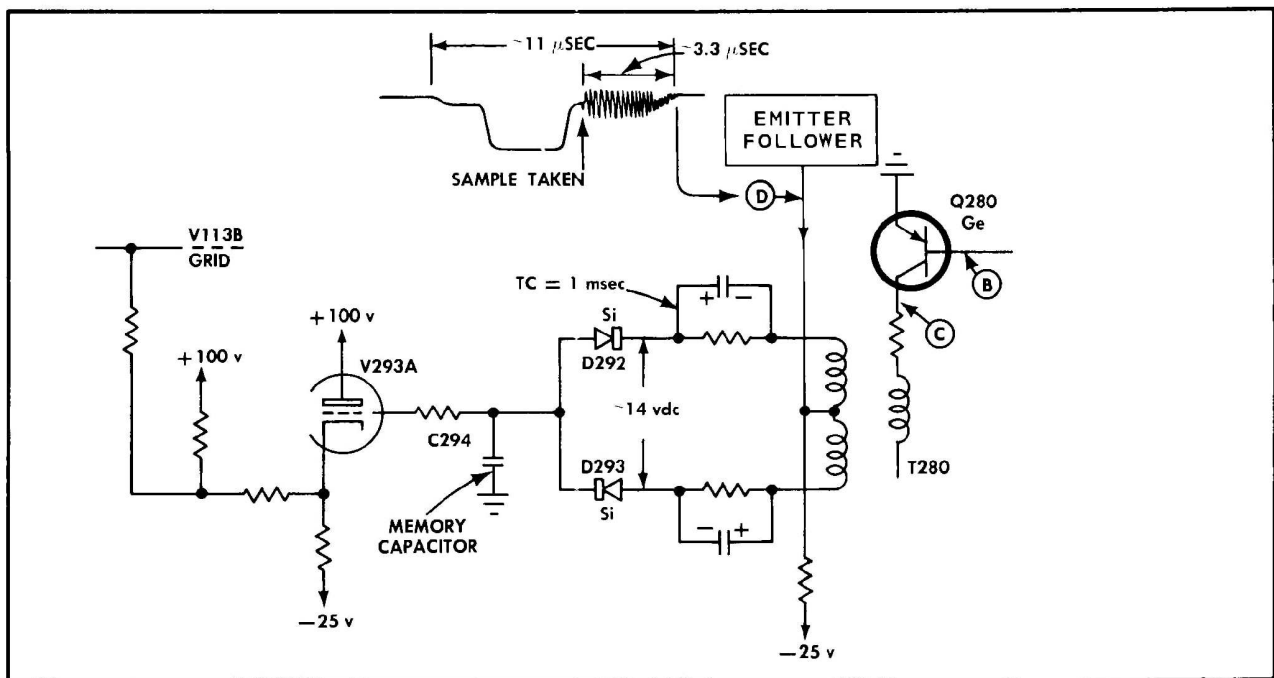 ~11 μSEC
~3.3 μSEC
EMITTER
FOLLOWER
SAMPLE TAKEN
D
Q280
Ge
B
C
V113B
GRID
TC = 1 msec
+ −
Si
D292
+100 v
+100 v
V293A
~14 vdc
C294
D293
Si
T280
MEMORY
CAPACITOR
− +
−25 v
−25 v